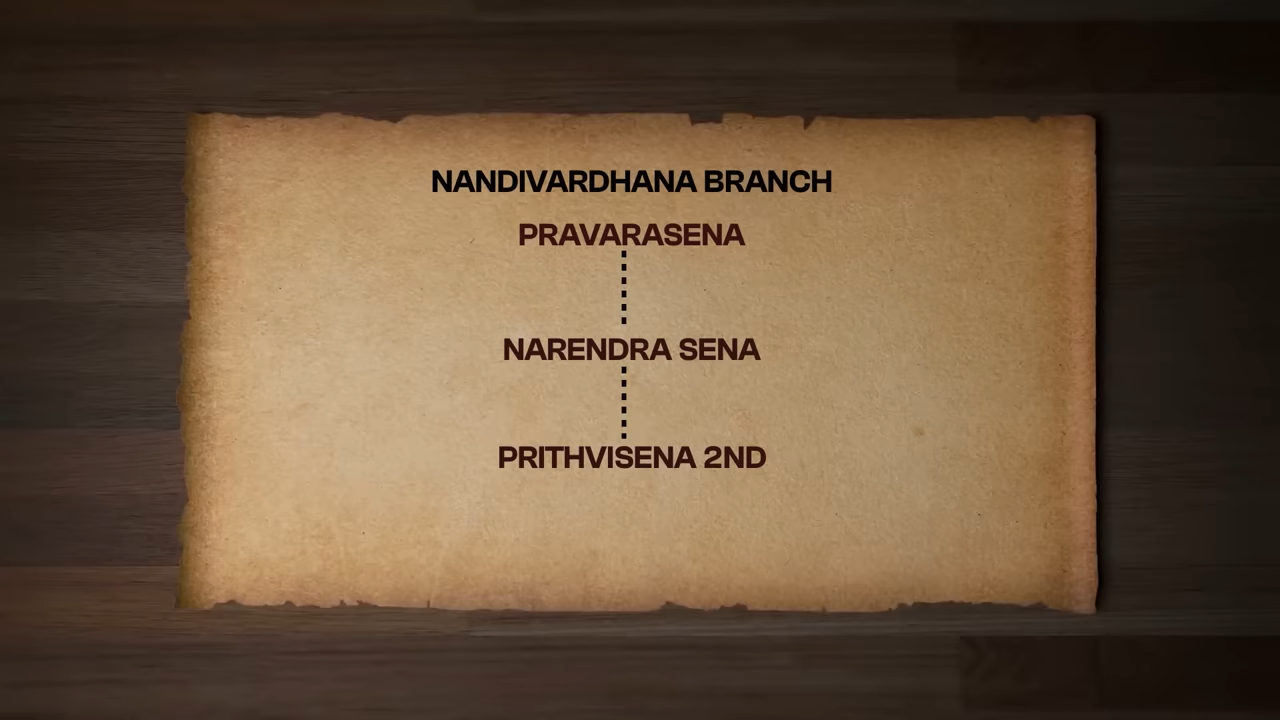 NANDIVARDHANA BRANCH
PRAVARASENA
NARENDRA SENA
PRITHVISENA 2ND